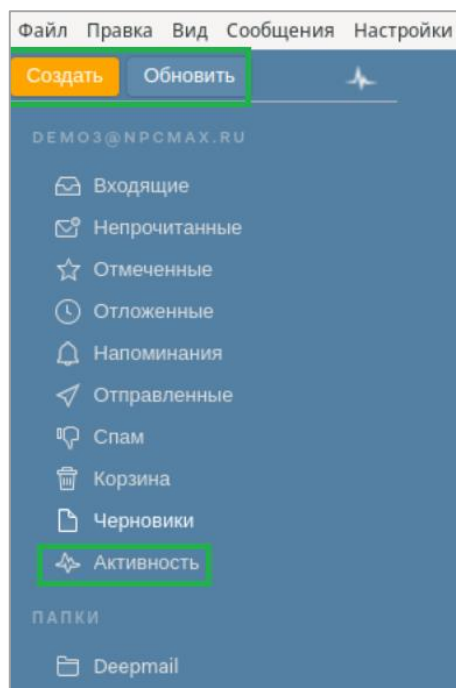 Файл Правка Вид Сообщения Настройки
Создать Обновить
DEMO3@NPCMAX.RU
Входящие
Непрочитанные
Отмеченные
Отложенные
Напоминания
Отправленные
Спам
Корзина
Черновики
Активность
ПАПКИ
Deepmail